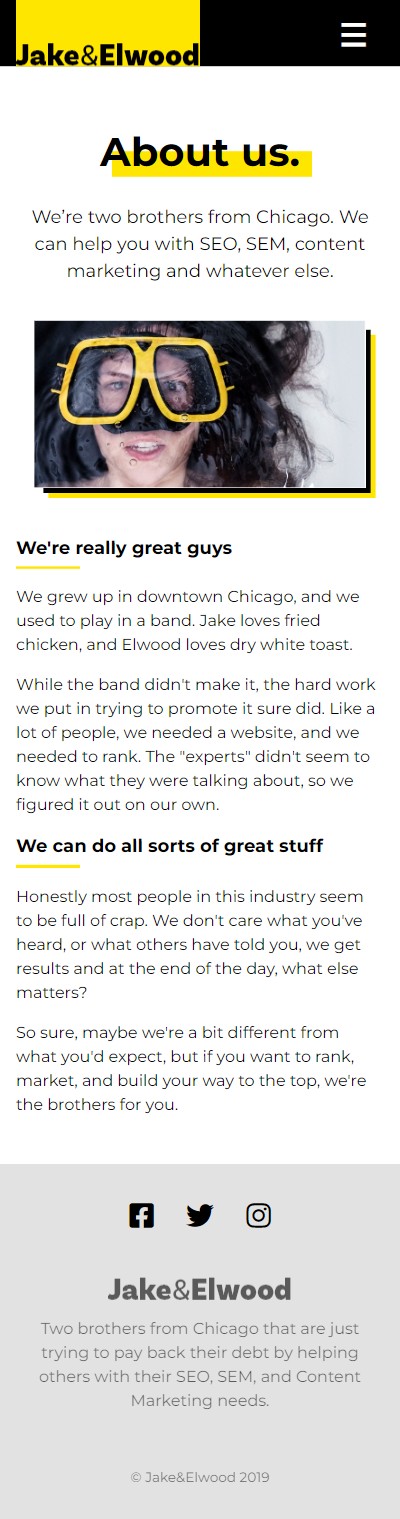 Jake&Elwood
About us.
We’re two brothers from Chicago. We
can help you with SEO, SEM, content
marketing and whatever else.
We're really great guys
We grew up in downtown Chicago, and we
used to play in a band. Jake loves fried
chicken, and Elwood loves dry white toast.
While the band didn't make it, the hard work
we put in trying to promote it sure did. Like a
lot of people, we needed a website, and we
needed to rank. The "experts" didn't seem to
know what they were talking about, so we
figured it out on our own.
We can do all sorts of great stuff
Honestly most people in this industry seem
to be full of crap. We don't care what you've
heard, or what others have told you, we get
results and at the end of the day, what else
matters?
So sure, maybe we're a bit different from
what you'd expect, but if you want to rank,
market, and build your way to the top, we're
the brothers for you.
Jake&Elwood
Two brothers from Chicago that are just
trying to pay back their debt by helping
others with their SEO, SEM, and Content
Marketing needs.
© Jake&Elwood 2019